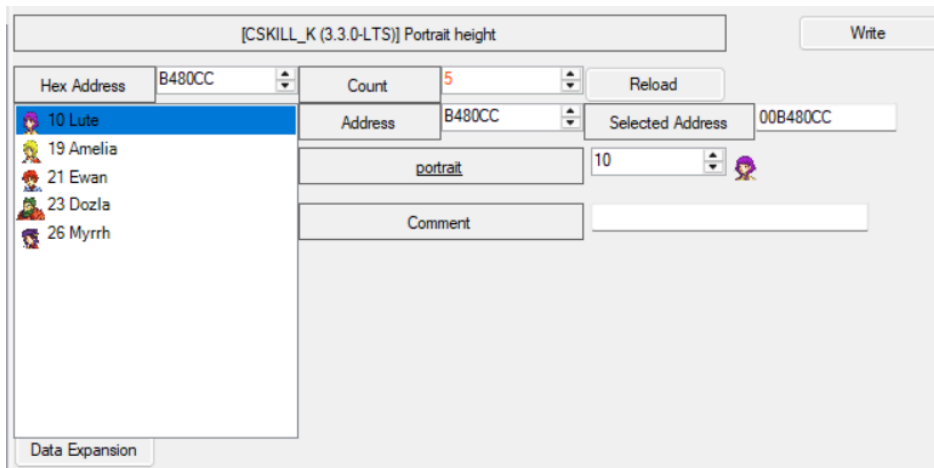 [CSKILL_K (3.3.0-LTS)] Portrait height
Write
Hex Address
B480CC
Count
5
Reload
10 Lute
19 Amelia
21 Ewan
23 Dozla
26 Myrrh
Address
B480CC
Selected Address
00B480CC
portrait
10
Comment
Data Expansion